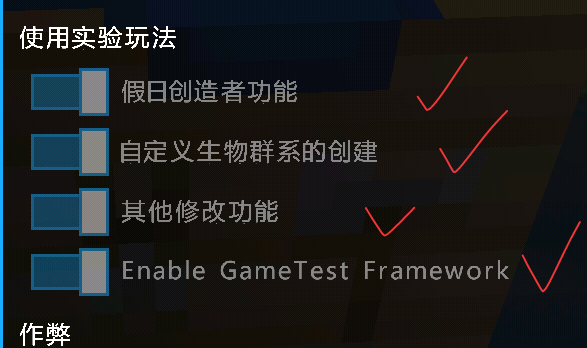 使用实验玩法
假日创造者功能
自定义生物群系的创建
其他修改功能
Enable GameTest Framework
作弊